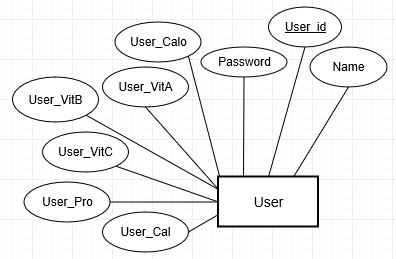 User_id
User_Calo
Password
Name
User_VitA
User_VitB
User_VitC
User_Pro
User
User_Cal